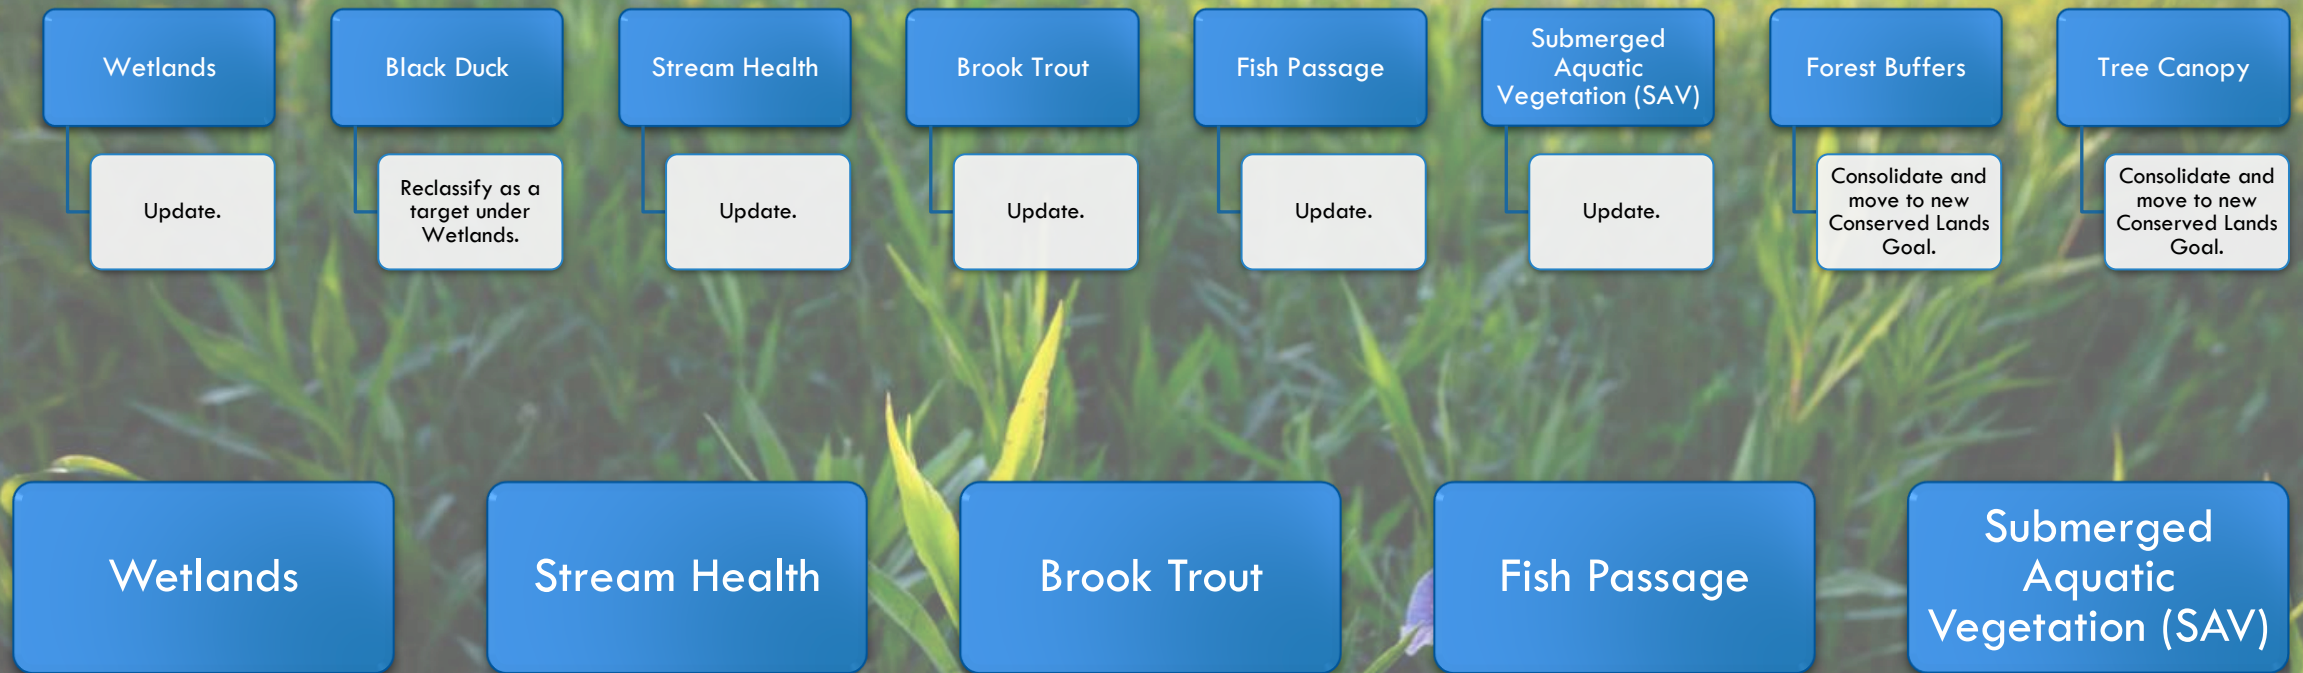 Wetlands
Black Duck
Stream Health
Brook Trout
Fish Passage
Submerged
Aquatic
Vegetation (SAV)
Forest Buffers
Tree Canopy
Update.
Reclassify as a
target under
Wetlands.
Update.
Update.
Update.
Update.
Consolidate and
move to new
Conserved Lands
Goal.
Consolidate and
move to new
Conserved Lands
Goal.
Wetlands
Stream Health
Brook Trout
Fish Passage
Submerged
Aquatic
Vegetation (SAV)